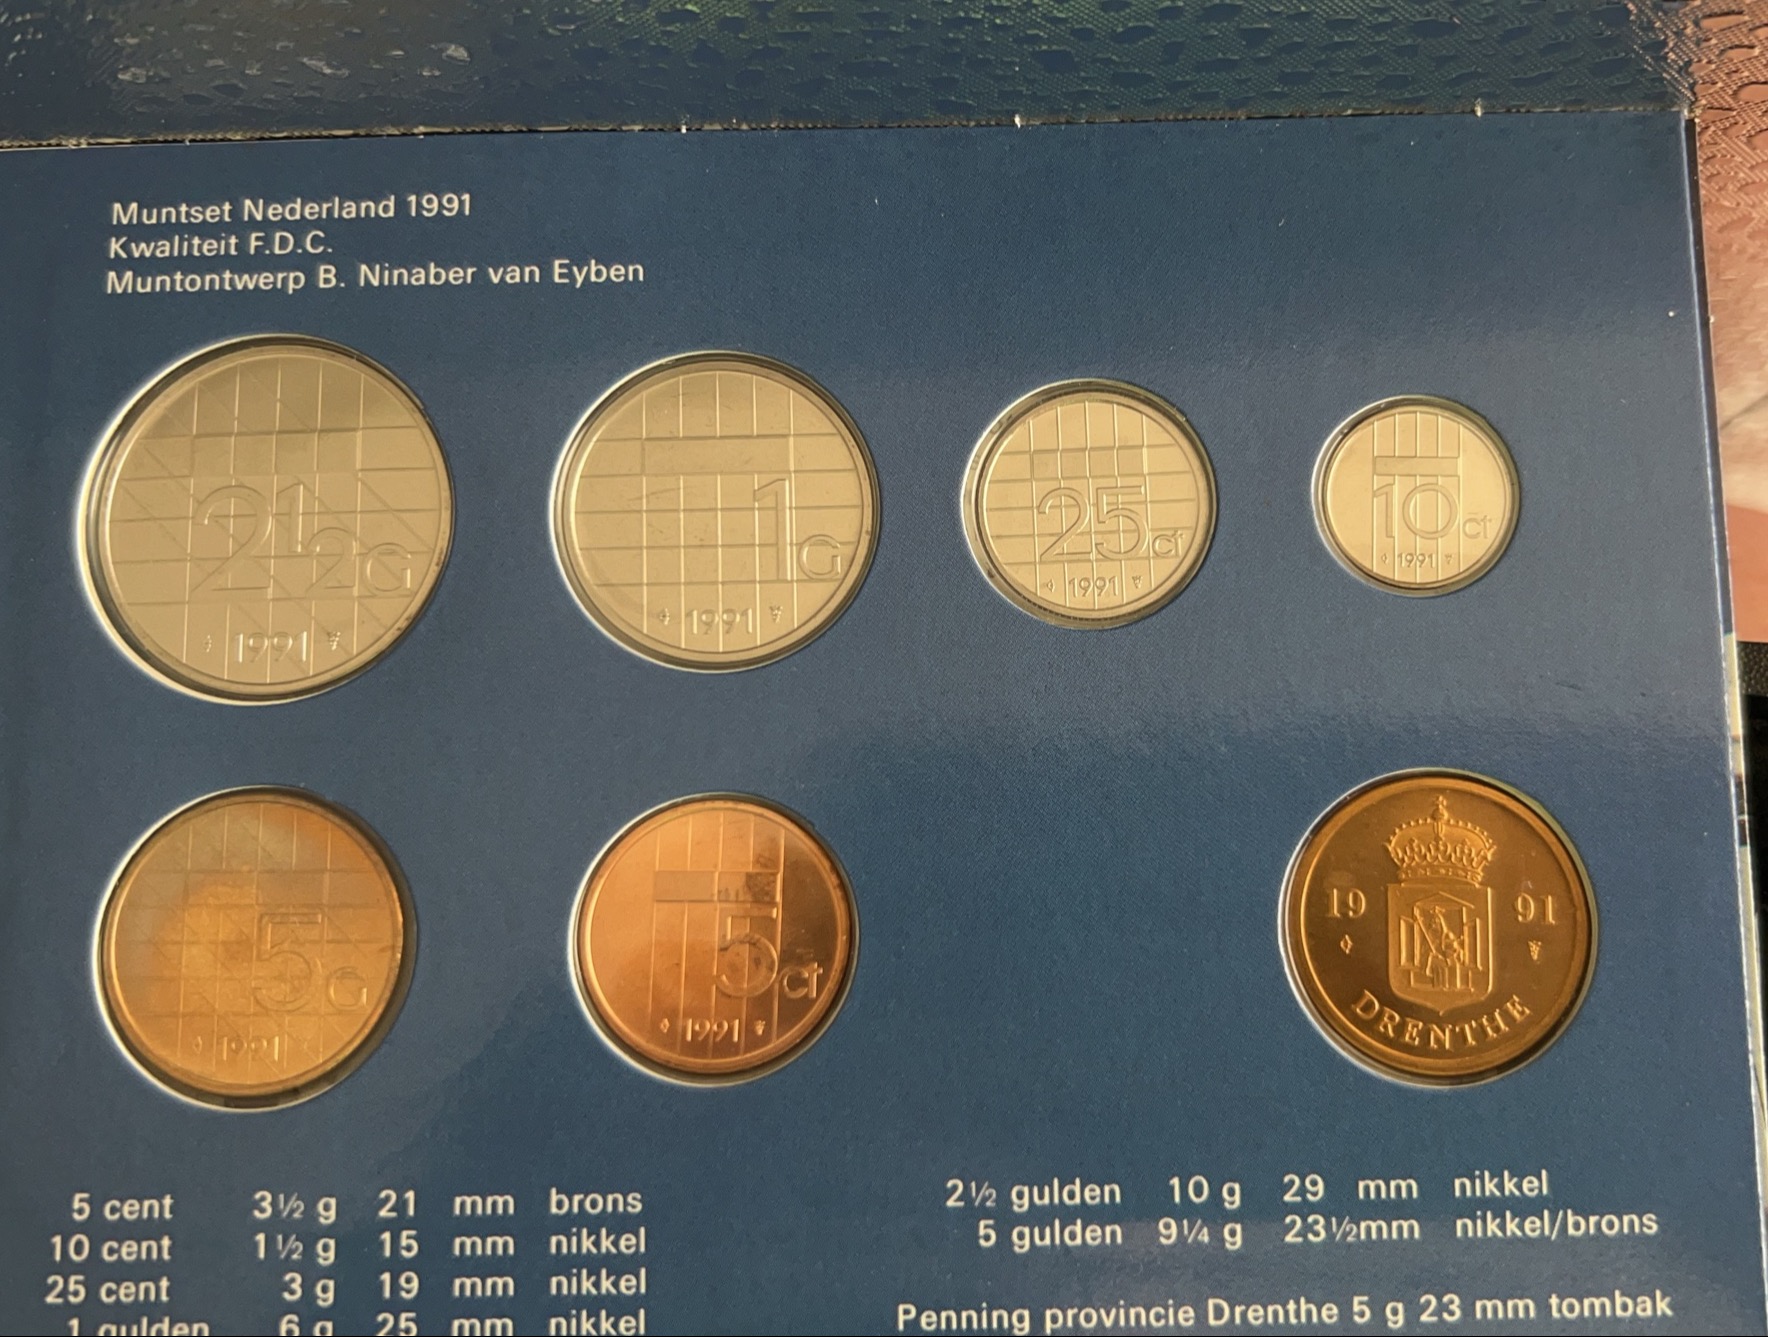 Muntset Nederland 1991
Kwaliteit F.D.C.
Muntontwerp B. Ninaber van Eyben
2½G
1991
1G
1991
25ct
1991
10ct
1991
5G
1991
5ct
1991
19 91
DRENTHE
5 cent 3½ g 21 mm brons
10 cent 1½ g 15 mm nikkel
25 cent 3 g 19 mm nikkel
1 gulden 6 g 25 mm nikkel
2½ gulden 10 g 29 mm nikkel
5 gulden 9¼ g 23½mm nikkel/brons
Penning provincie Drenthe 5 g 23 mm tombak